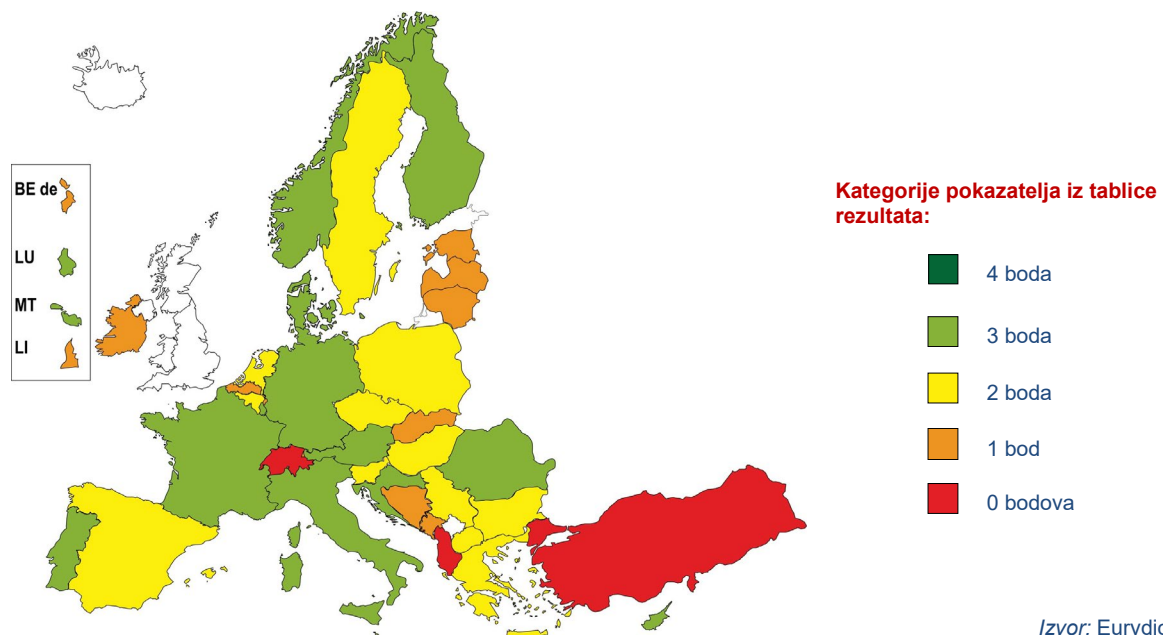 BE de
LU
MT
LI
Kategorije pokazatelja iz tablice
rezultata:
4 boda
3 boda
2 boda
1 bod
0 bodova
Izvor: